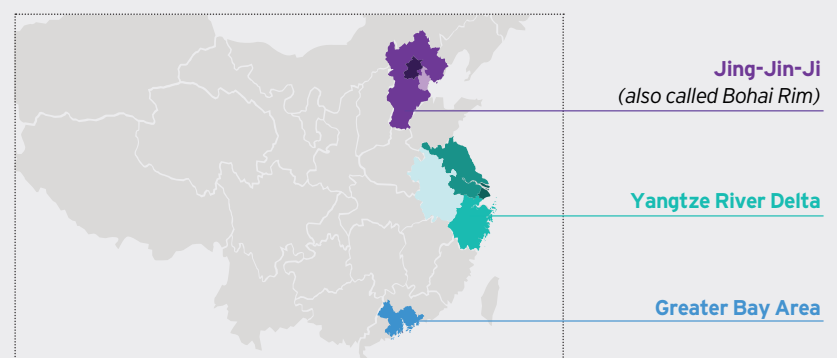 Jing-Jin-Ji
(also called Bohai Rim)
Yangtze River Delta
Greater Bay Area